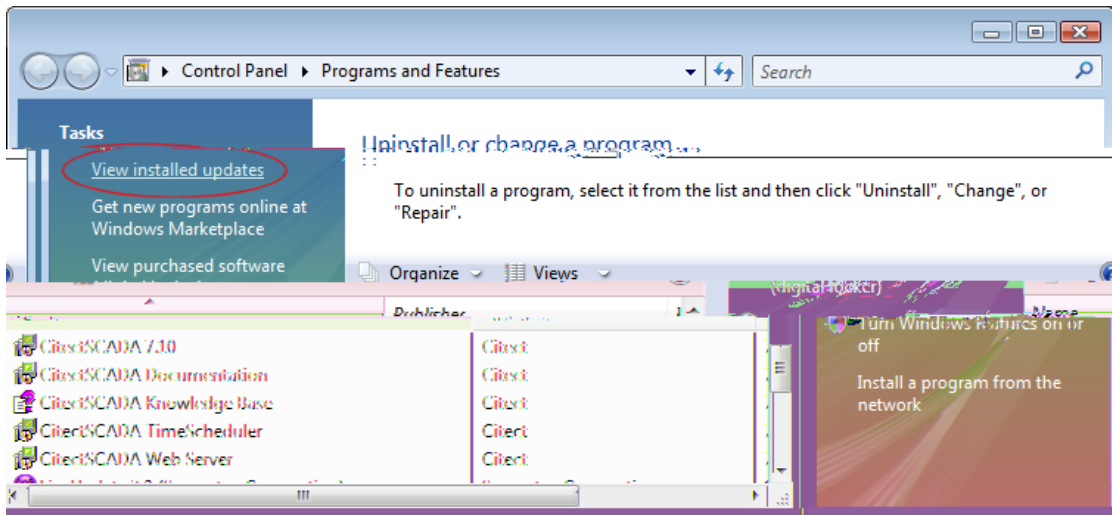 Control Panel Programs and Features
Search
Tasks
Uninstall or change a program
View installed updates
To uninstall a program, select it from the list and then click "Uninstall", "Change", or
"Repair".
Get new programs online at
Windows Marketplace
View purchased software
Organize Views
(digital locker)
Publisher
Name
Turn Windows features on or
off
Install a program from the
network
CitectSCADA 7.10 Citect
CitectSCADA Documentation Citect
CitectSCADA Knowledge Base Citect
CitectSCADA TimeScheduler Citect
CitectSCADA Web Server Citect